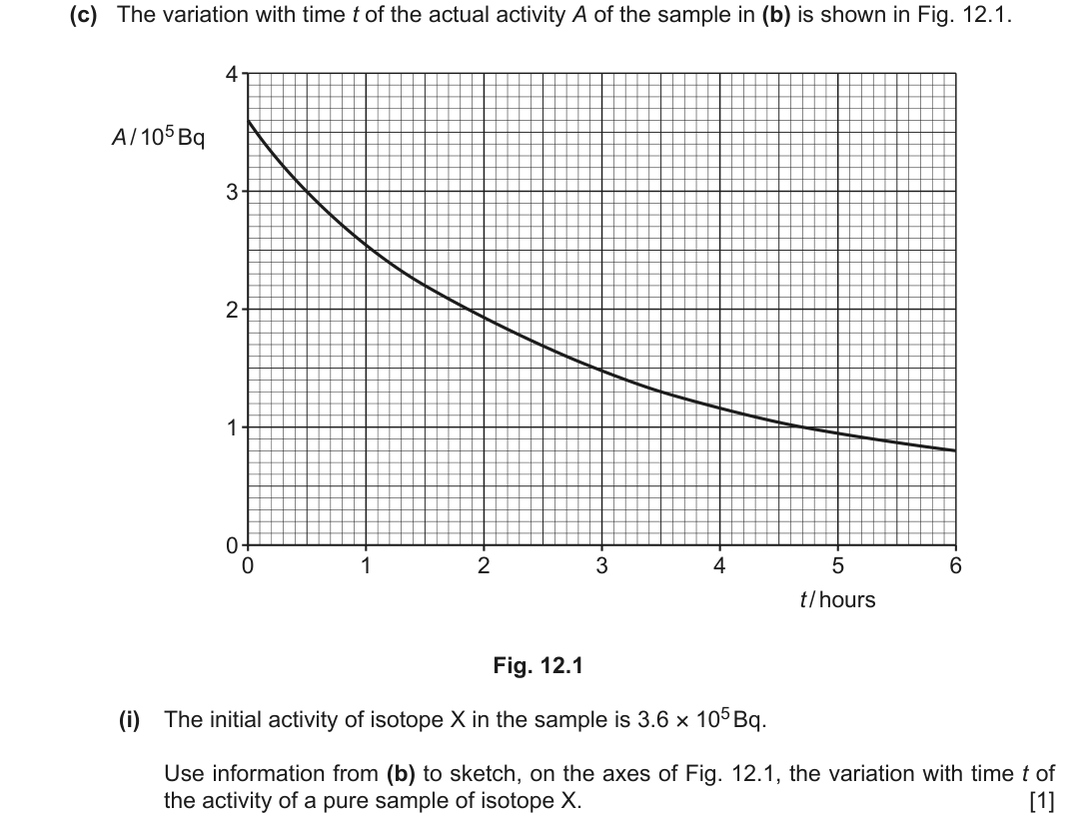 (c) The variation with time t of the actual activity A of the sample in (b) is shown in Fig. 12.1.
4
A / 10⁵ Bq
3
2
1
0
0 1 2 3 4 5 6
t / hours
Fig. 12.1
(i) The initial activity of isotope X in the sample is 3.6 × 10⁵ Bq.
Use information from (b) to sketch, on the axes of Fig. 12.1, the variation with time t of
the activity of a pure sample of isotope X. [1]